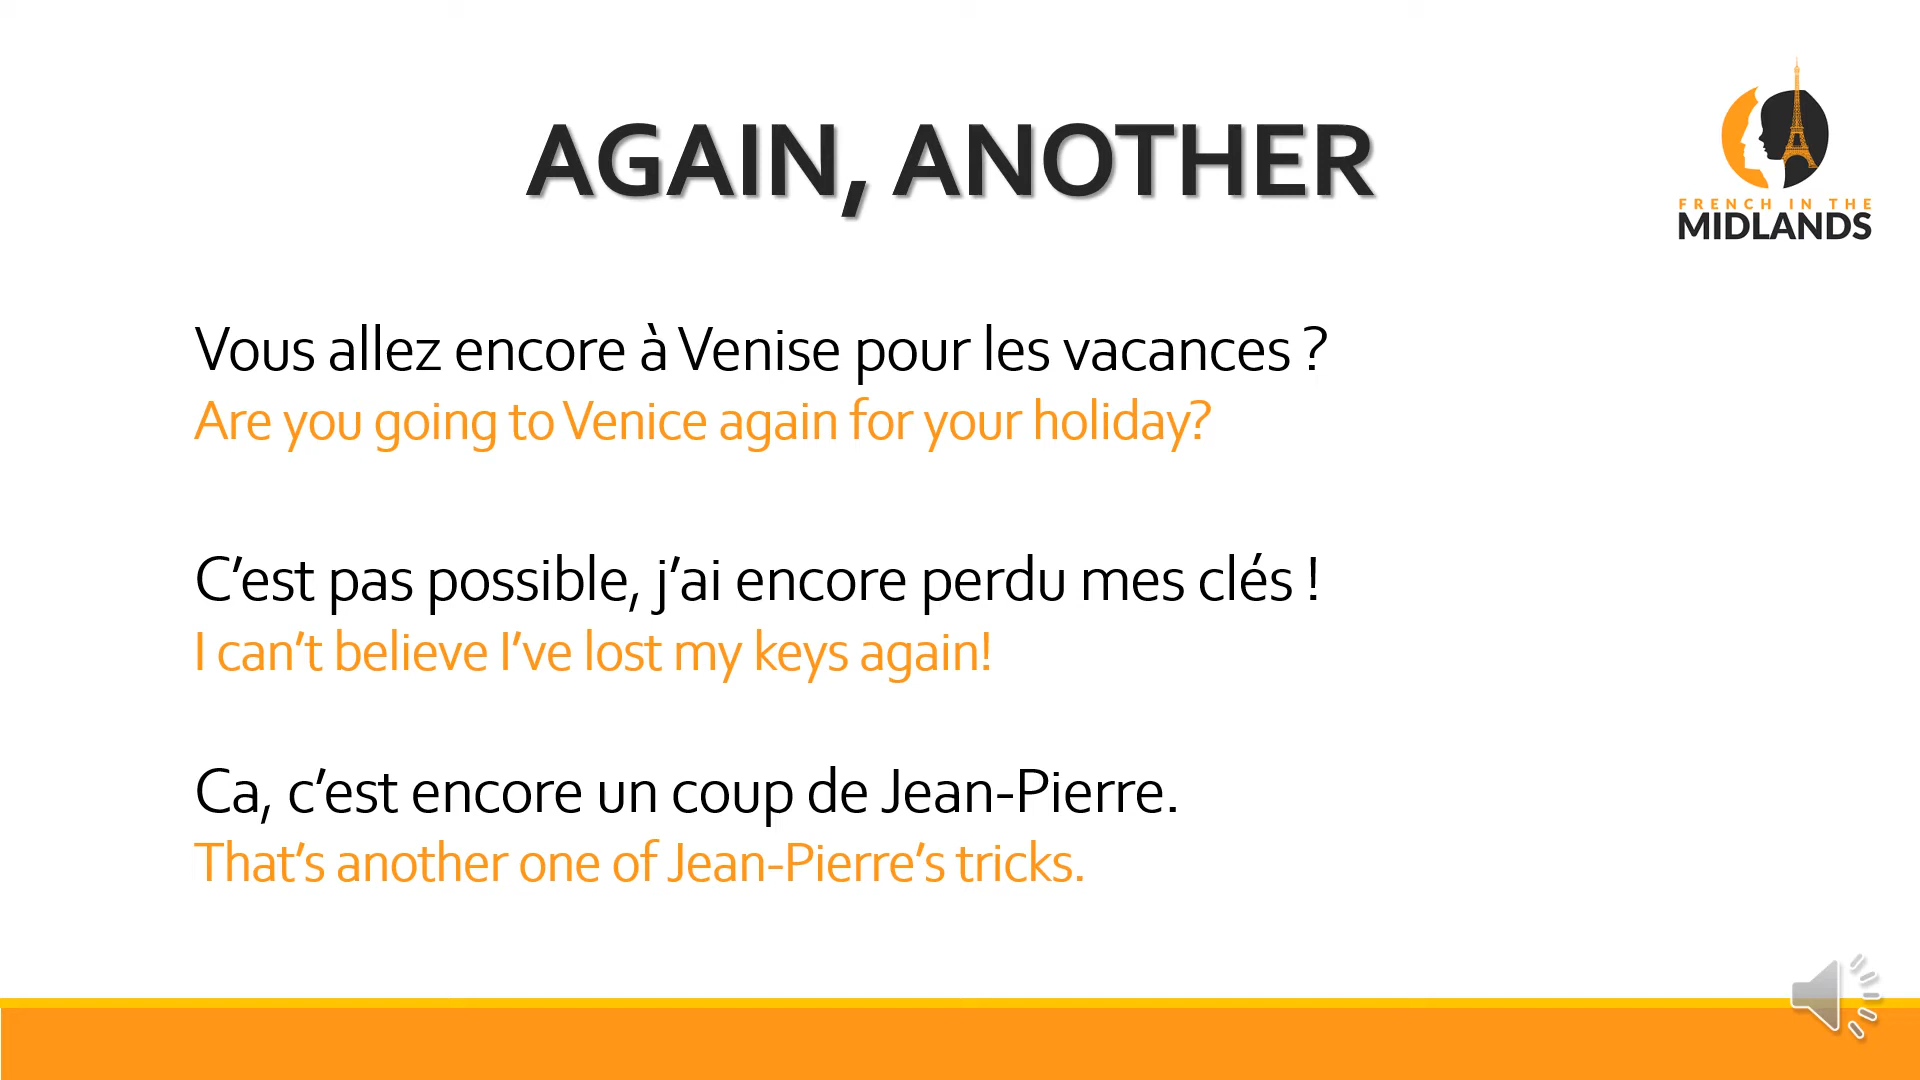 AGAIN, ANOTHER
FRENCH IN THE
MIDLANDS
Vous allez encore à Venise pour les vacances ?
Are you going to Venice again for your holiday?
C’est pas possible, j’ai encore perdu mes clés !
I can’t believe I’ve lost my keys again!
Ca, c’est encore un coup de Jean-Pierre.
That’s another one of Jean-Pierre’s tricks.